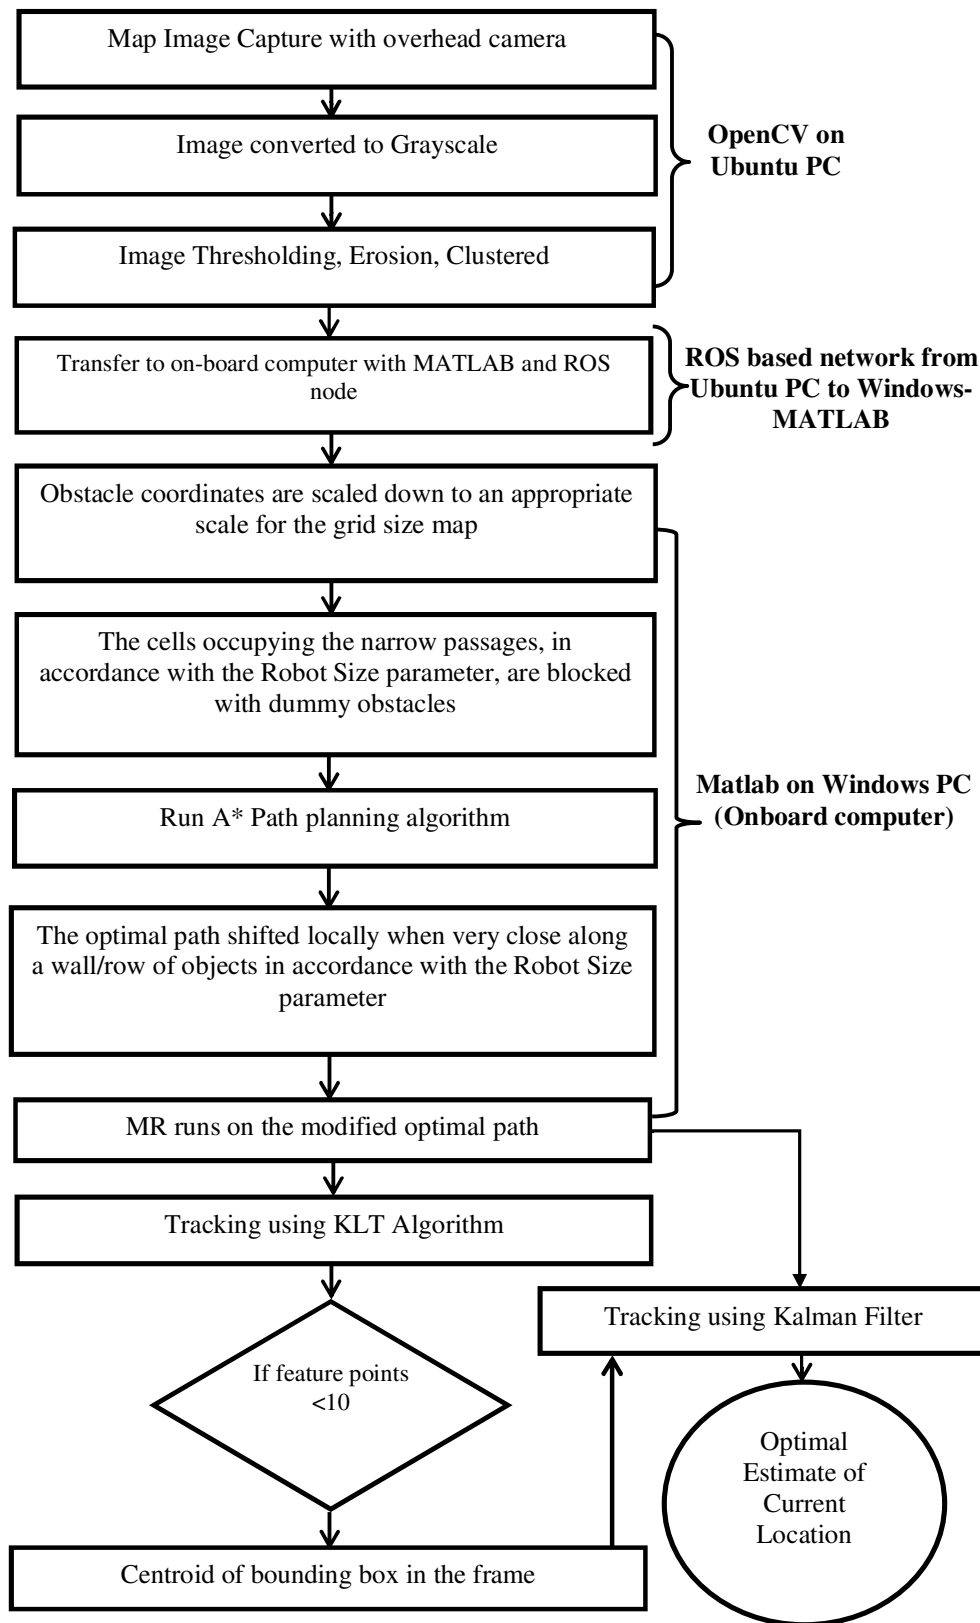 Map Image Capture with overhead camera
OpenCV on
Ubuntu PC
Image converted to Grayscale
Image Thresholding, Erosion, Clustered
Transfer to on-board computer with MATLAB and ROS
node
ROS based network from
Ubuntu PC to Windows-
MATLAB
Obstacle coordinates are scaled down to an appropriate
scale for the grid size map
The cells occupying the narrow passages, in
accordance with the Robot Size parameter, are blocked
with dummy obstacles
Matlab on Windows PC
(Onboard computer)
Run A* Path planning algorithm
The optimal path shifted locally when very close along
a wall/row of objects in accordance with the Robot Size
parameter
MR runs on the modified optimal path
Tracking using KLT Algorithm
Tracking using Kalman Filter
If feature points
<10
Optimal
Estimate of
Current
Location
Centroid of bounding box in the frame